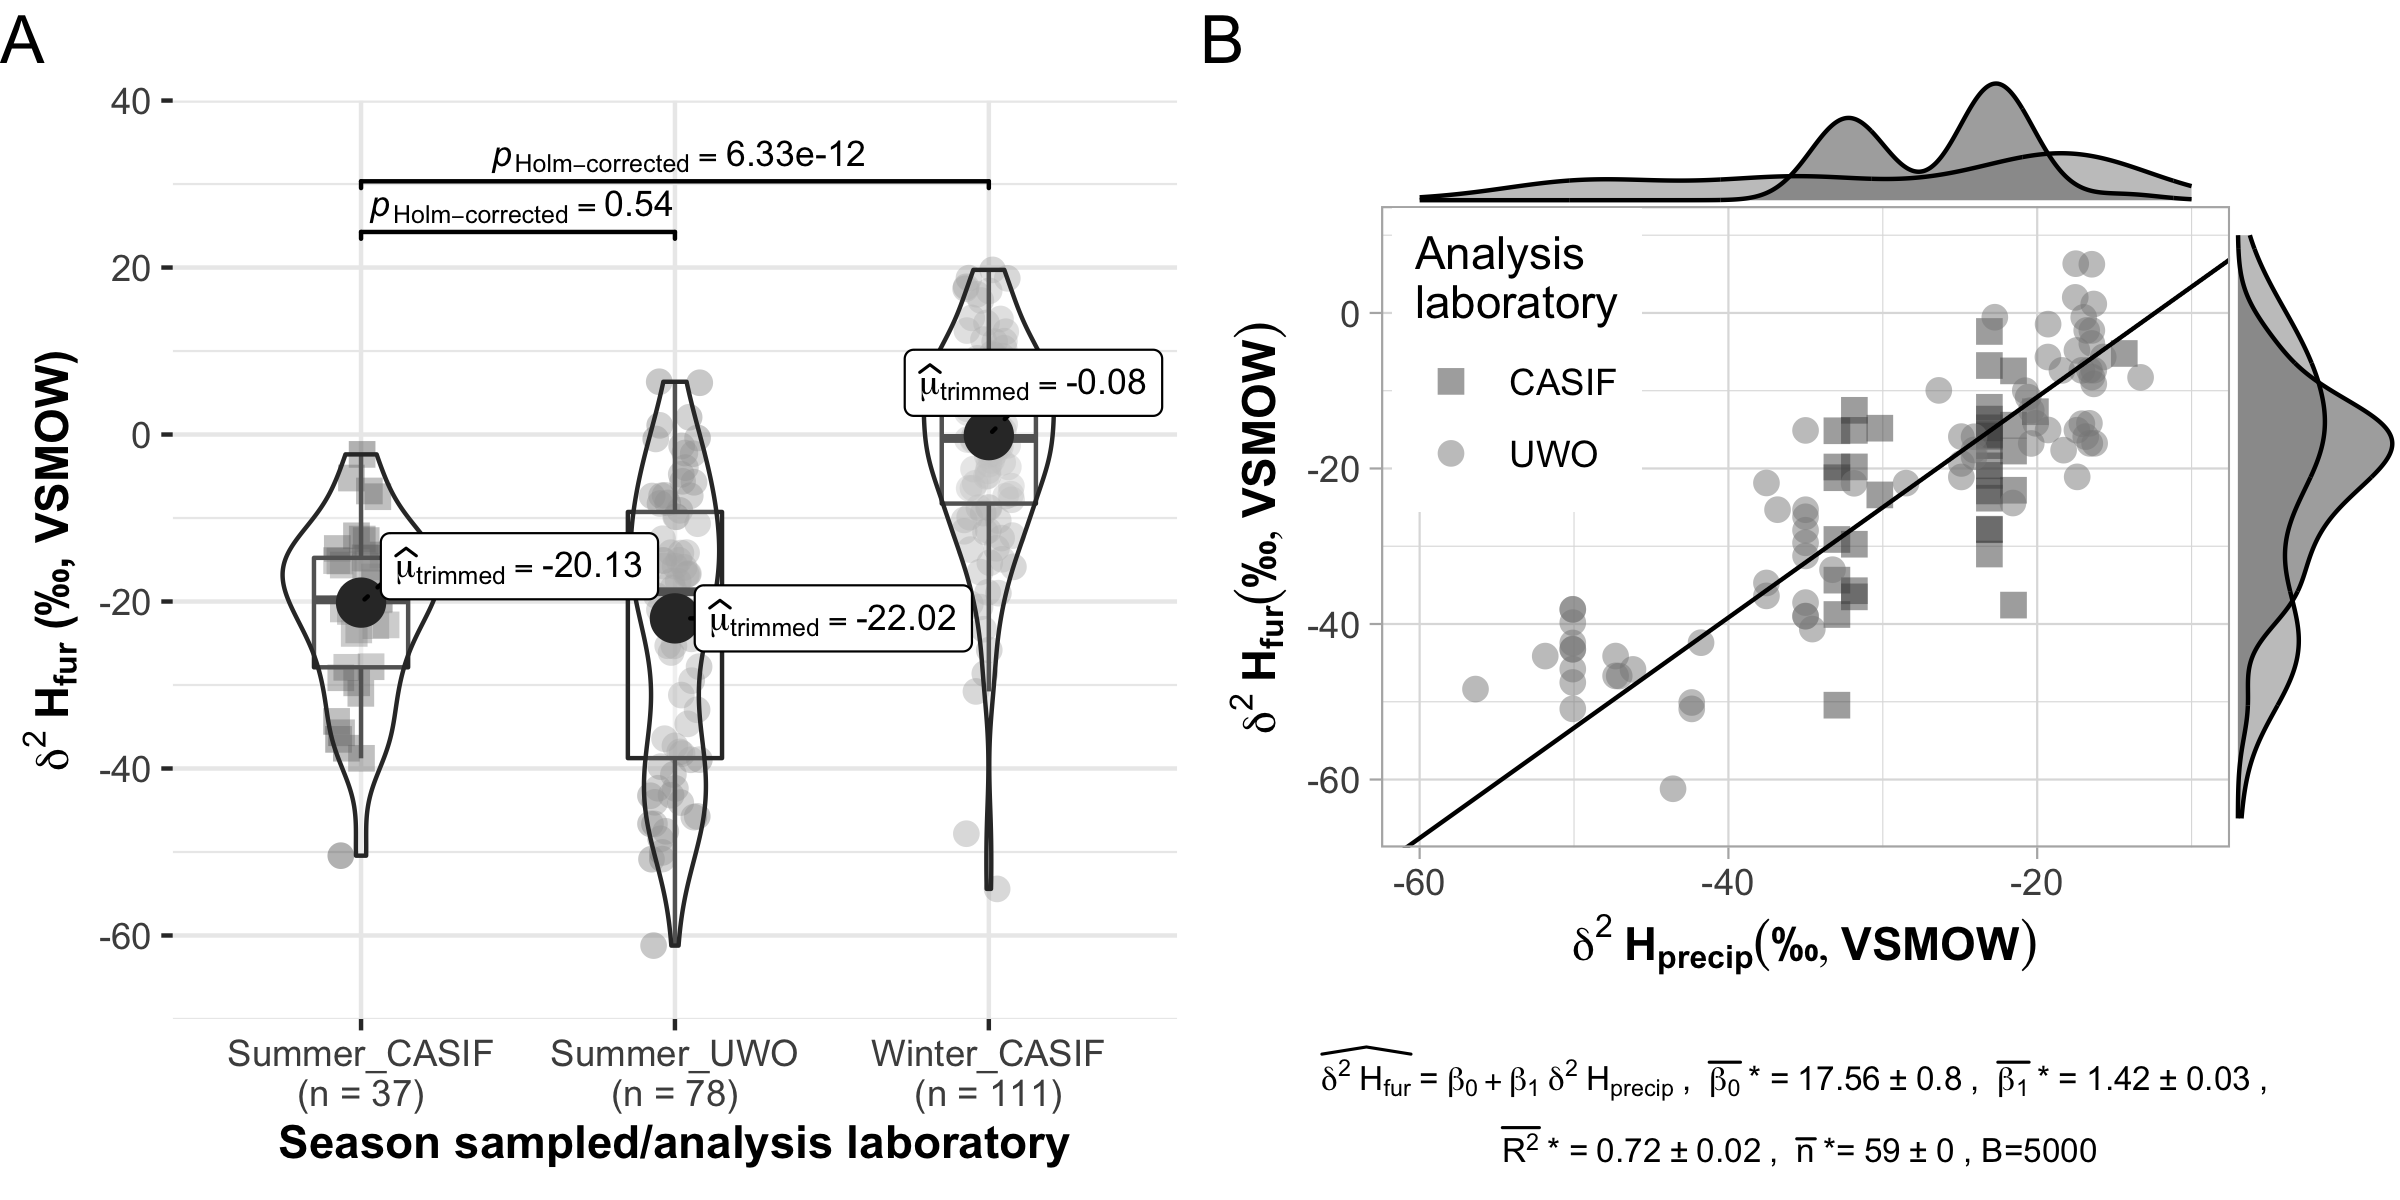 A
δ² Hfur (‰, VSMOW)
40
20
0
-20
-40
-60
pHolm−corrected = 6.33e-12
pHolm−corrected = 0.54
μ̂trimmed = -20.13
μ̂trimmed = -22.02
μ̂trimmed = -0.08
Summer_CASIF
(n = 37)
Summer_UWO
(n = 78)
Winter_CASIF
(n = 111)
Season sampled/analysis laboratory
B
Analysis
laboratory
CASIF
UWO
δ² Hfur(‰, VSMOW)
0
-20
-40
-60
-60
-40
-20
δ² Hprecip(‰, VSMOW)
δ² Hfur = β0 + β1 δ² Hprecip , β0 * = 17.56 ± 0.8 , β1 * = 1.42 ± 0.03 ,
R² * = 0.72 ± 0.02 , n *= 59 ± 0 , B=5000